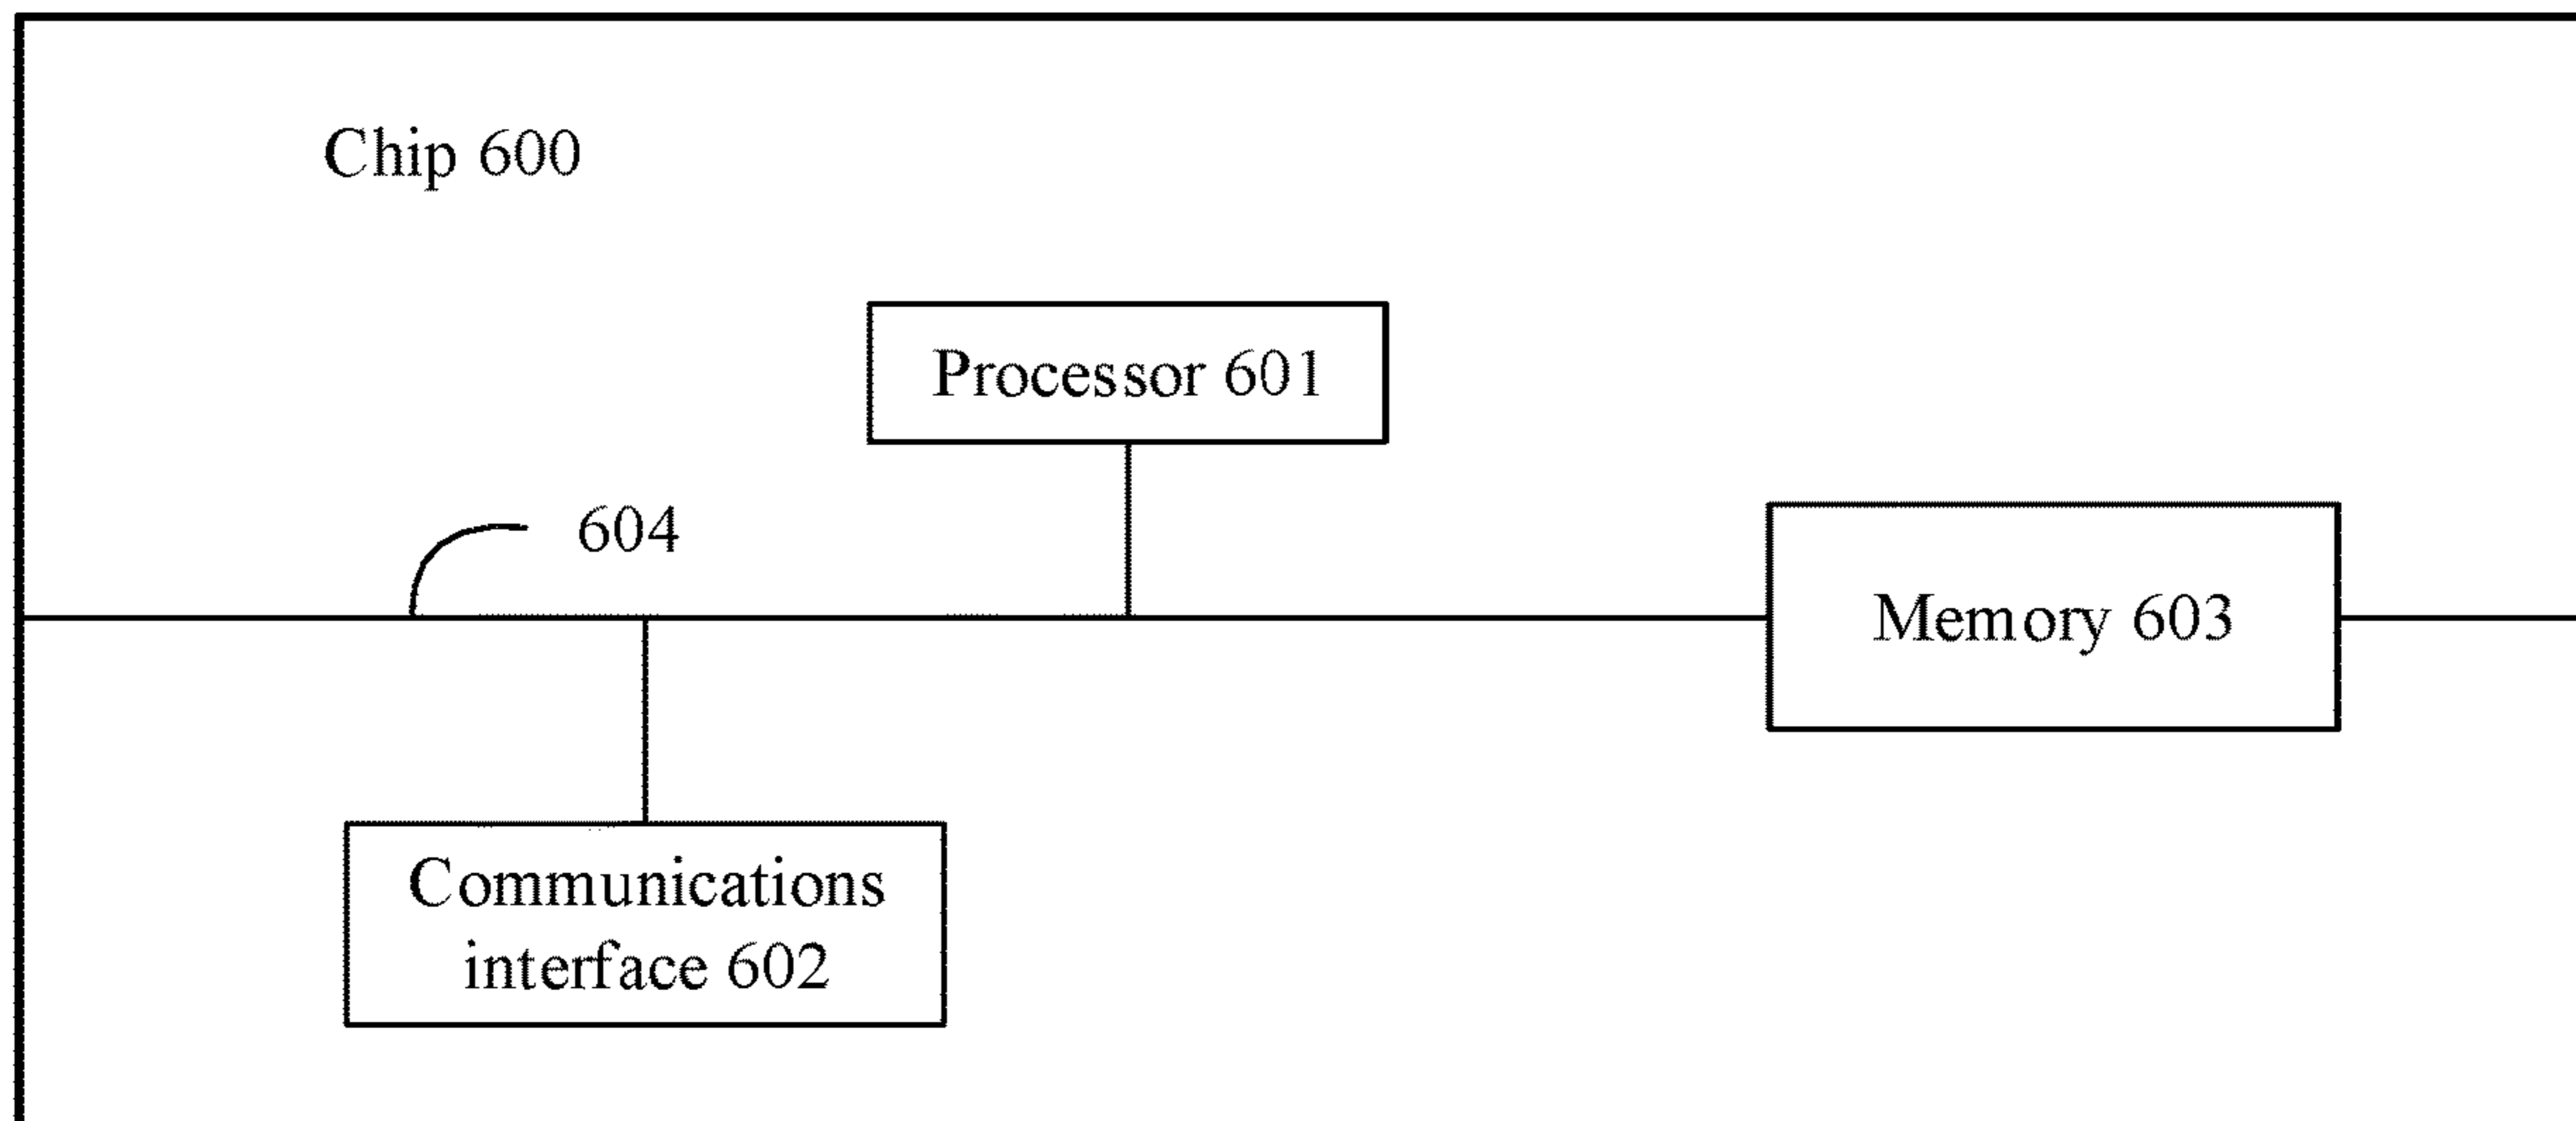 Chip 600
Processor 601
604
Memory 603
Communications
interface 602